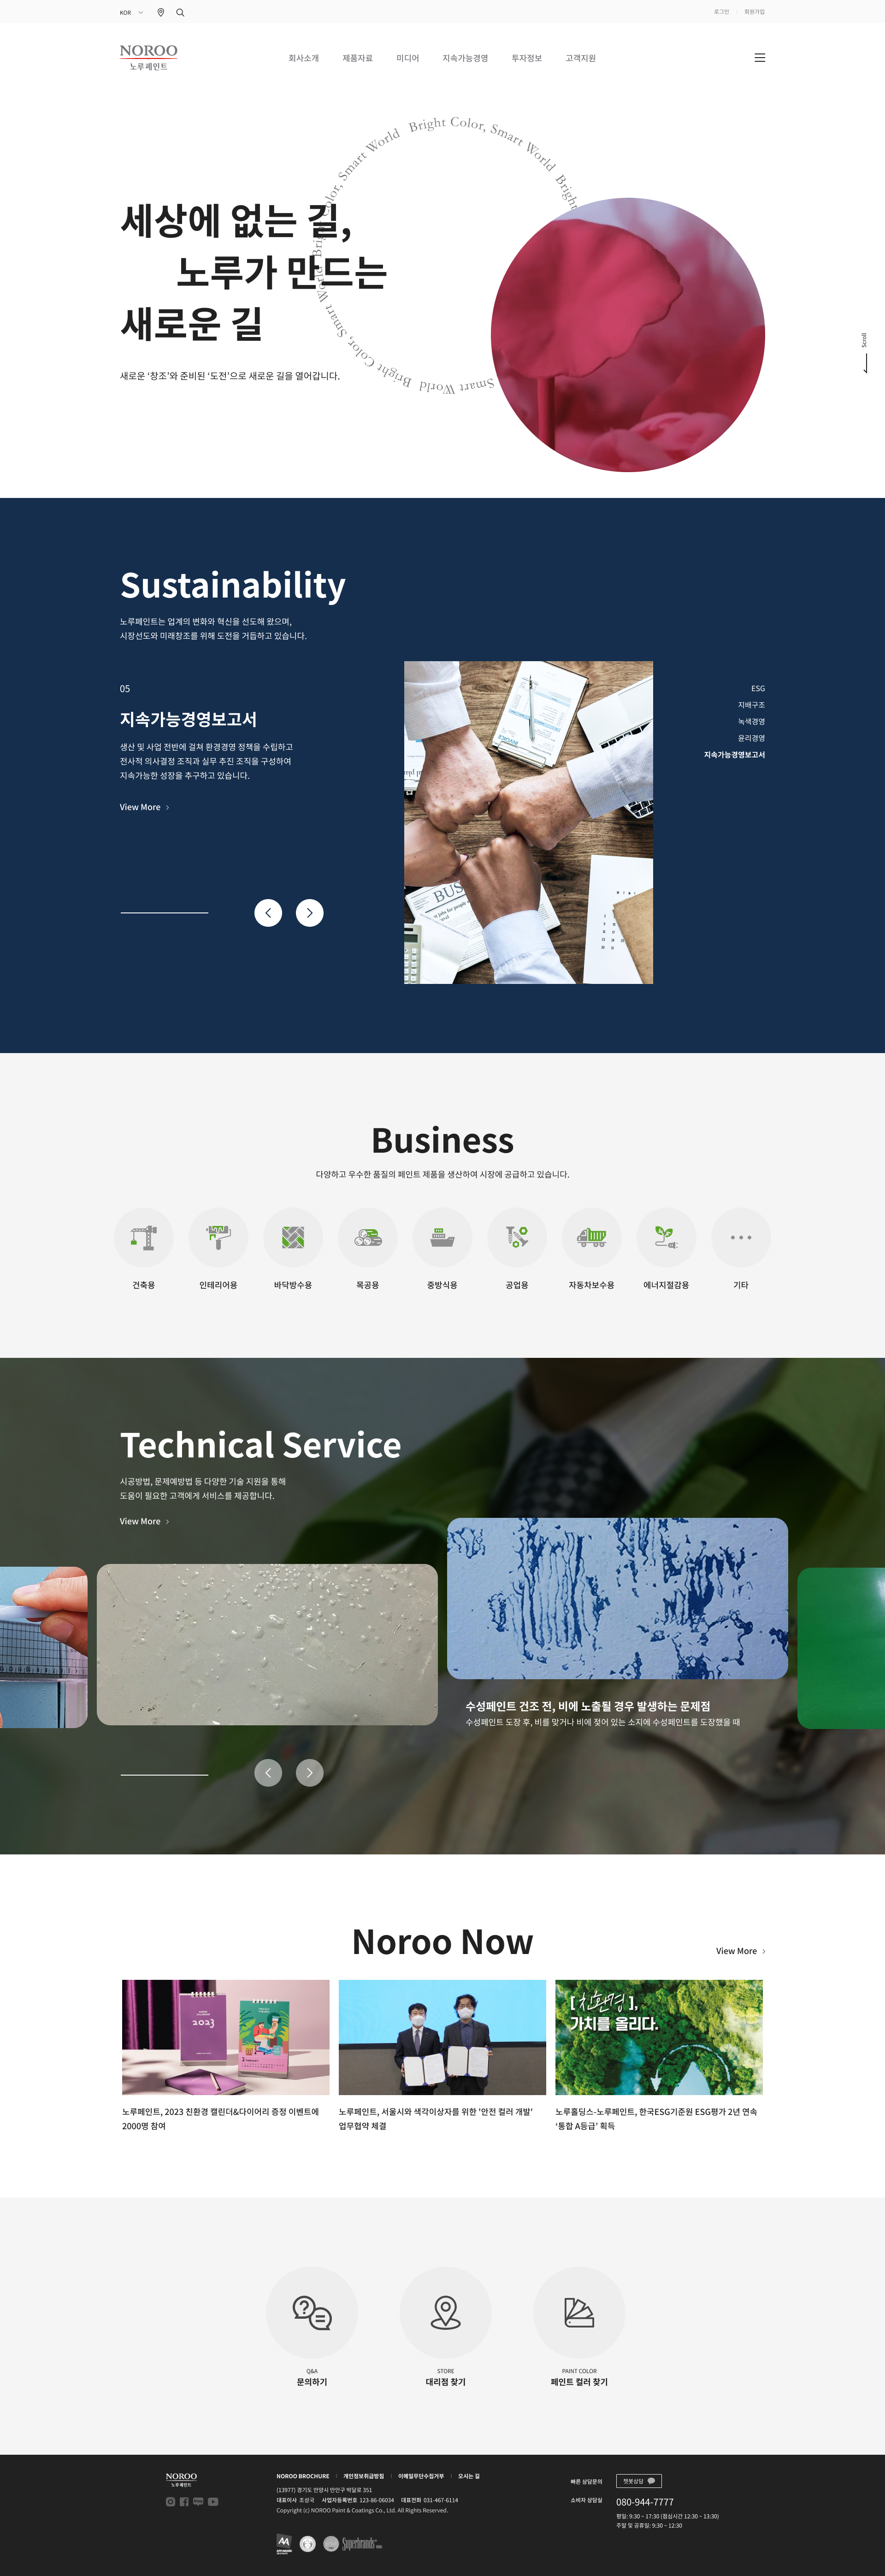 KOR
로그인
회원가입
NOROO
노루페인트
회사소개
제품자료
미디어
지속가능경영
투자정보
고객지원
Bright Color, Smart World Bright Color, Smart World Bright
Smart World Bright Color, Smart World
세상에 없는 길,
노루가 만드는
새로운 길
새로운 ‘창조’와 준비된 ‘도전’으로 새로운 길을 열어갑니다.
Scroll
Sustainability
노루페인트는 업계의 변화와 혁신을 선도해 왔으며,
시장선도와 미래창조를 위해 도전을 거듭하고 있습니다.
05
지속가능경영보고서
생산 및 사업 전반에 걸쳐 환경경영 정책을 수립하고
전사적 의사결정 조직과 실무 추진 조직을 구성하여
지속가능한 성장을 추구하고 있습니다.
View More
ESG
지배구조
녹색경영
윤리경영
지속가능경영보고서
Business
다양하고 우수한 품질의 페인트 제품을 생산하여 시장에 공급하고 있습니다.
건축용
인테리어용
바닥방수용
목공용
중방식용
공업용
자동차보수용
에너지절감용
기타
Technical Service
시공방법, 문제예방법 등 다양한 기술 지원을 통해
도움이 필요한 고객에게 서비스를 제공합니다.
View More
수성페인트 건조 전, 비에 노출될 경우 발생하는 문제점
수성페인트 도장 후, 비를 맞거나 비에 젖어 있는 소지에 수성페인트를 도장했을 때
Noroo Now
View More
2023
[친환경],
가치를 올리다.
노루페인트, 2023 친환경 캘린더&다이어리 증정 이벤트에
2000명 참여
노루페인트, 서울시와 색각이상자를 위한 ‘안전 컬러 개발’
업무협약 체결
노루홀딩스-노루페인트, 한국ESG기준원 ESG평가 2년 연속
‘통합 A등급’ 획득
Q&A
문의하기
STORE
대리점 찾기
PAINT COLOR
페인트 컬러 찾기
NOROO
노루페인트
NOROO BROCHURE
개인정보취급방침
이메일무단수집거부
오시는 길
(13977) 경기도 안양시 만안구 박달로 351
대표이사 조성국 사업자등록번호 123-86-06034 대표전화 031-467-6114
Copyright (c) NOROO Paint & Coatings Co., Ltd. All Rights Reserved.
Superbrands
빠른 상담문의
챗봇상담
소비자 상담실
080-944-7777
평일: 9:30 ~ 17:30 (점심시간 12:30 ~ 13:30)
주말 및 공휴일: 9:30 ~ 12:30